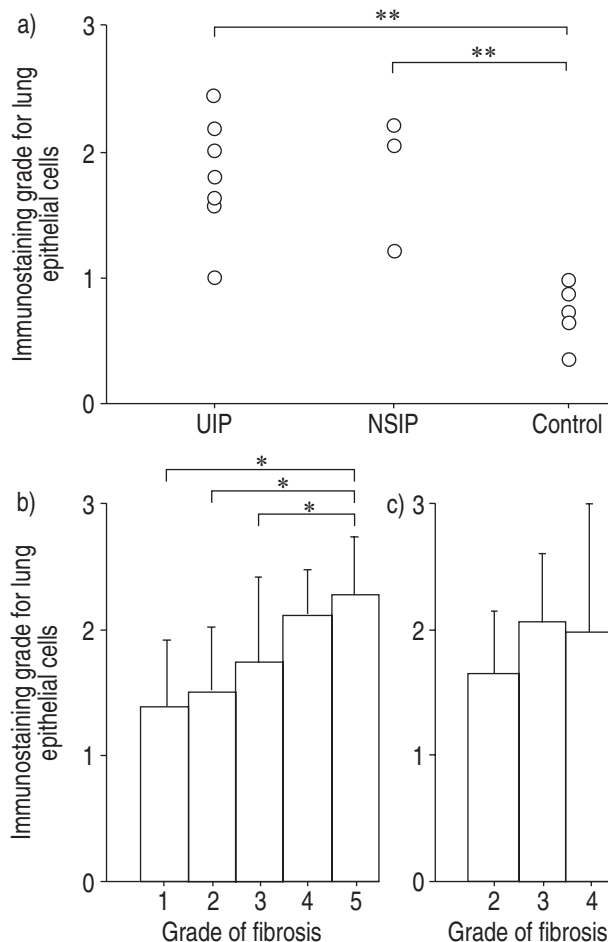 a)
**
**
3
2
1
0
Immunostaining grade for lung
epithelial cells
UIP NSIP Control
b)
*
*
*
3
2
1
0
Immunostaining grade for lung
epithelial cells
1 2 3 4 5
Grade of fibrosis
c)
3
2
1
0
2 3 4
Grade of fibrosis